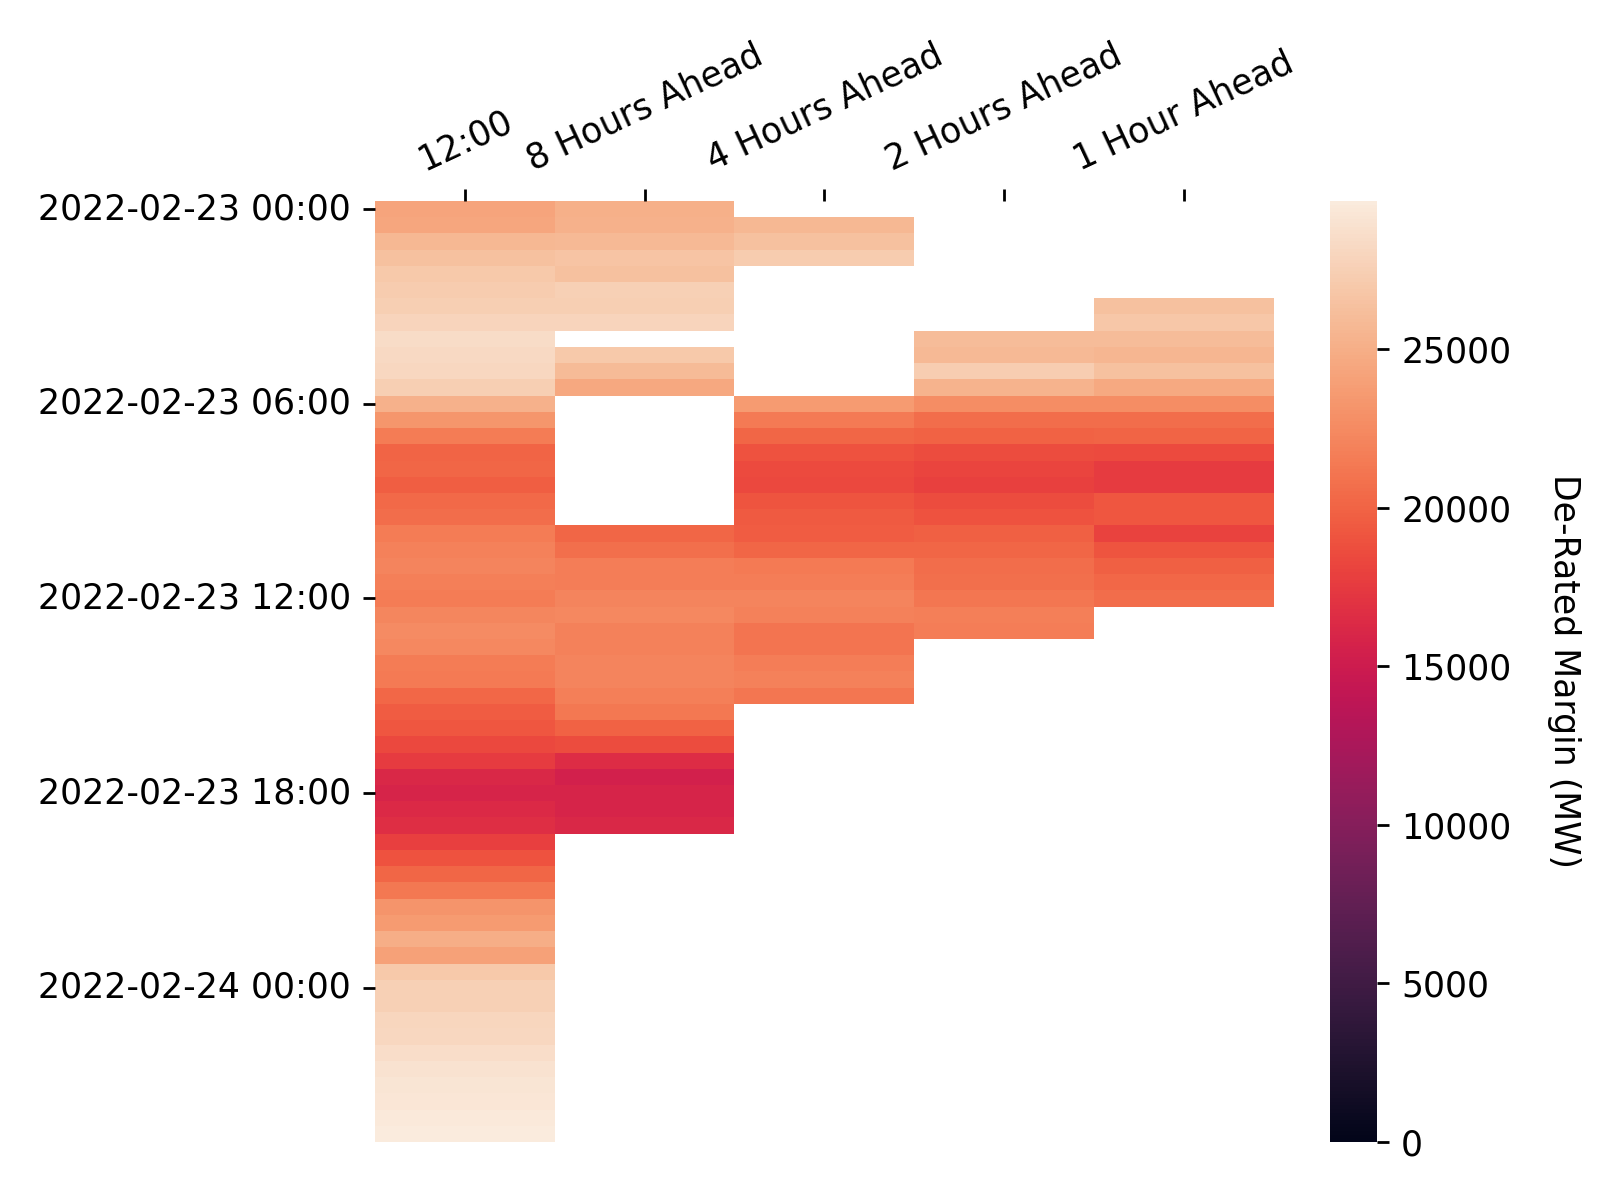 12:00
8 Hours Ahead
4 Hours Ahead
2 Hours Ahead
1 Hour Ahead
2022-02-23 00:00
2022-02-23 06:00
2022-02-23 12:00
2022-02-23 18:00
2022-02-24 00:00
25000
20000
15000
10000
5000
0
De-Rated Margin (MW)